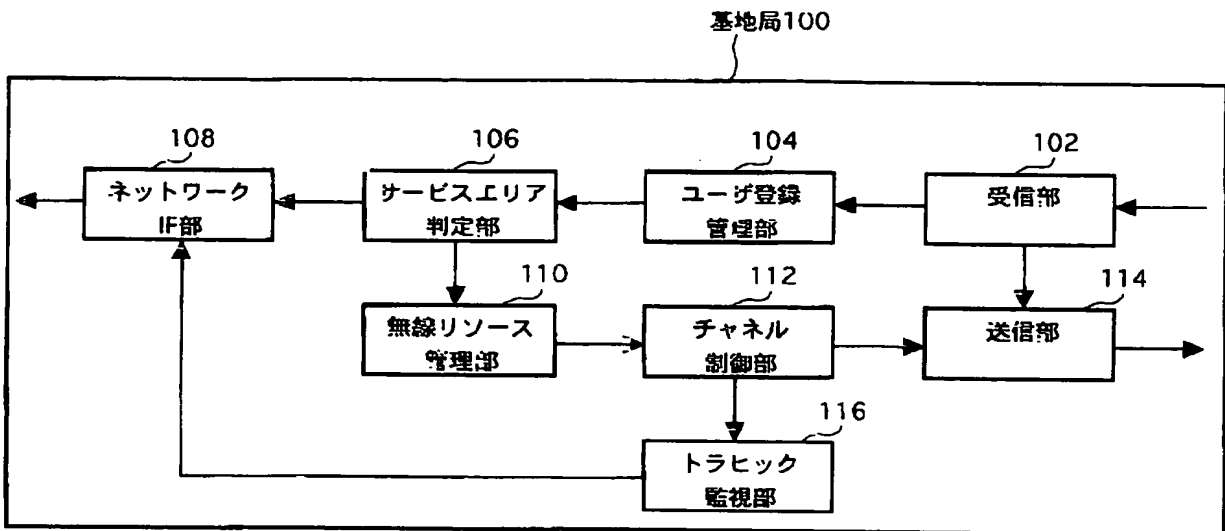 基地局100
108
106
104
102
ネットワーク
IF部
サービスエリア
判定部
ユーザ登録
管理部
受信部
110
112
114
無線リソース
管理部
チャネル
制御部
送信部
116
トラヒック
監視部